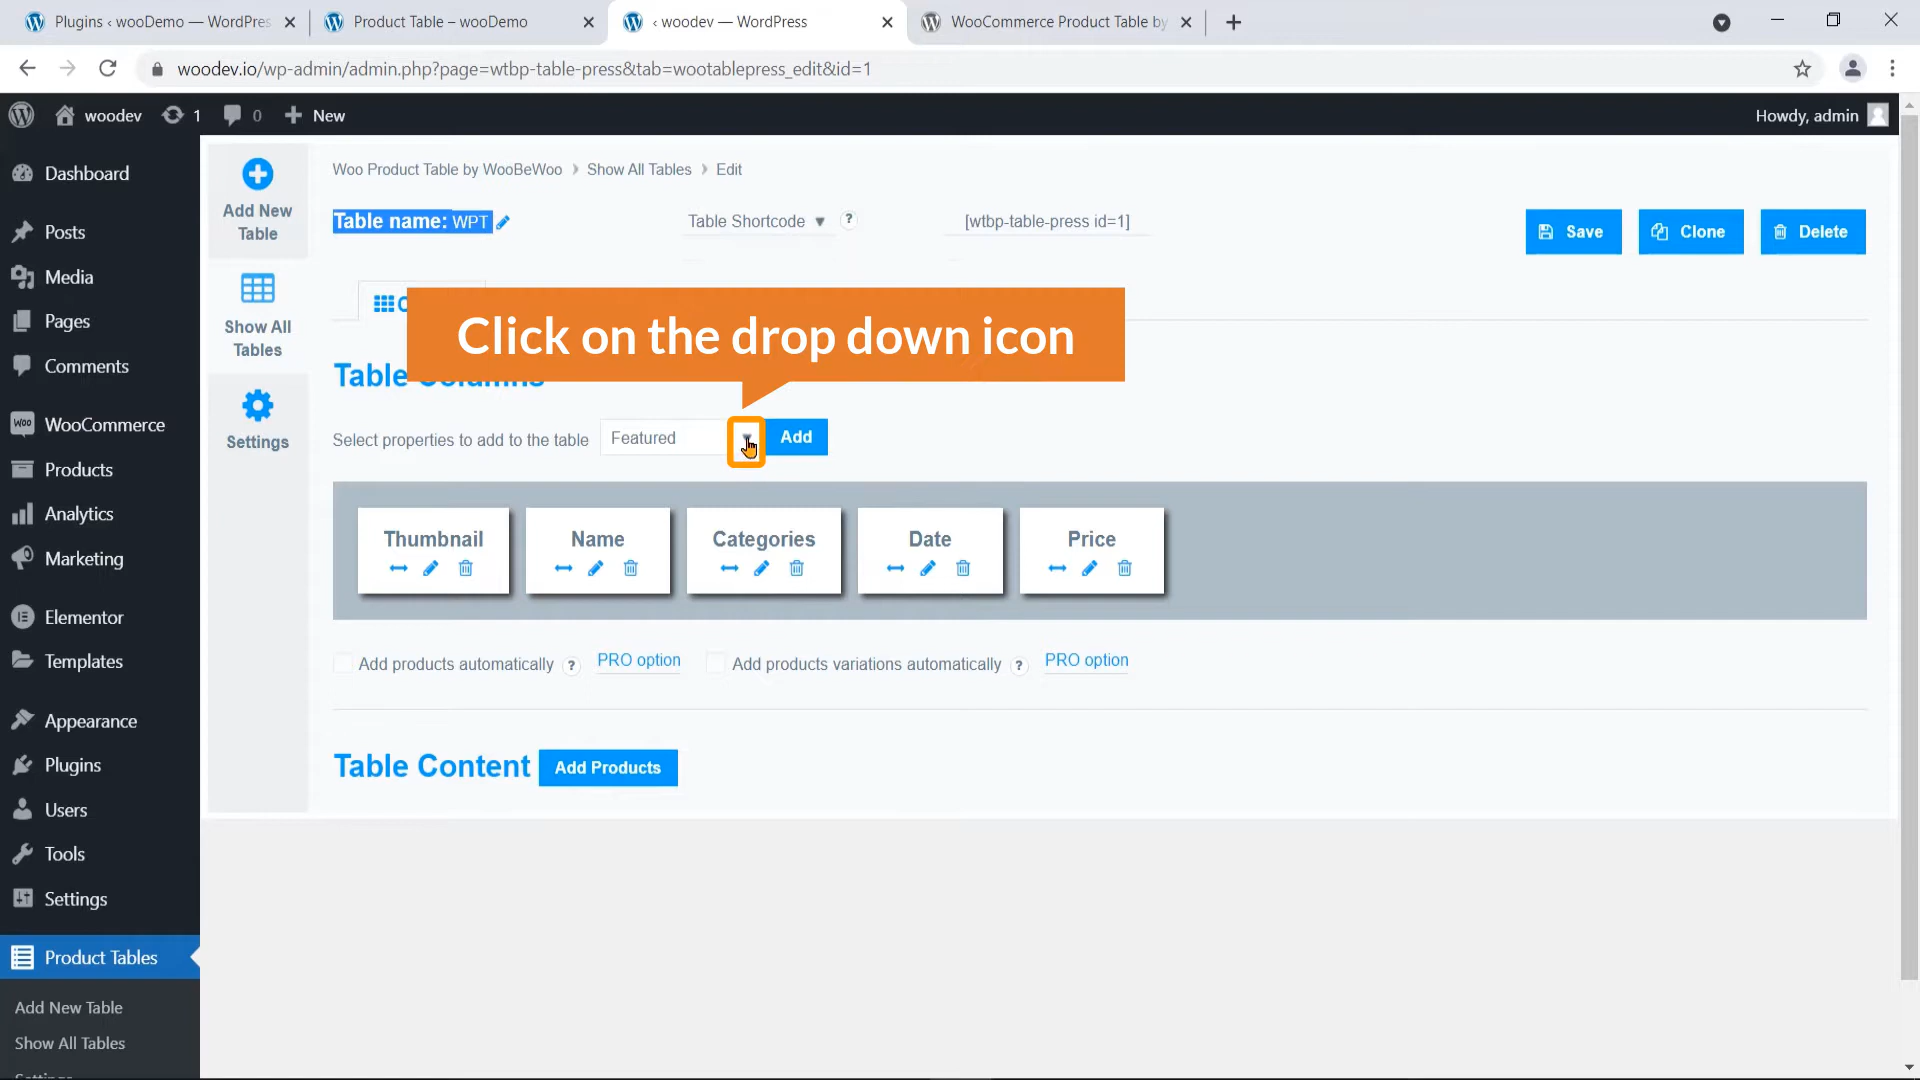 Plugins ‹ wooDemo — WordPres
Product Table – wooDemo
‹ woodev — WordPress
WooCommerce Product Table by
woodev.io/wp-admin/admin.php?page=wtbp-table-press&tab=wootablepress_edit&id=1
woodev
1
0
New
Howdy, admin
Dashboard
Posts
Media
Pages
Comments
WooCommerce
Products
Analytics
Marketing
Elementor
Templates
Appearance
Plugins
Users
Tools
Settings
Product Tables
Add New Table
Show All Tables
Settings
Add New
Table
Show All
Tables
Settings
Woo Product Table by WooBeWoo › Show All Tables › Edit
Table name: WPT
Table Shortcode
?
[wtbp-table-press id=1]
Save
Clone
Delete
Click on the drop down icon
Table Columns
Select properties to add to the table
Featured
Add
Thumbnail
Name
Categories
Date
Price
Add products automatically ? PRO option
Add products variations automatically ? PRO option
Table Content
Add Products